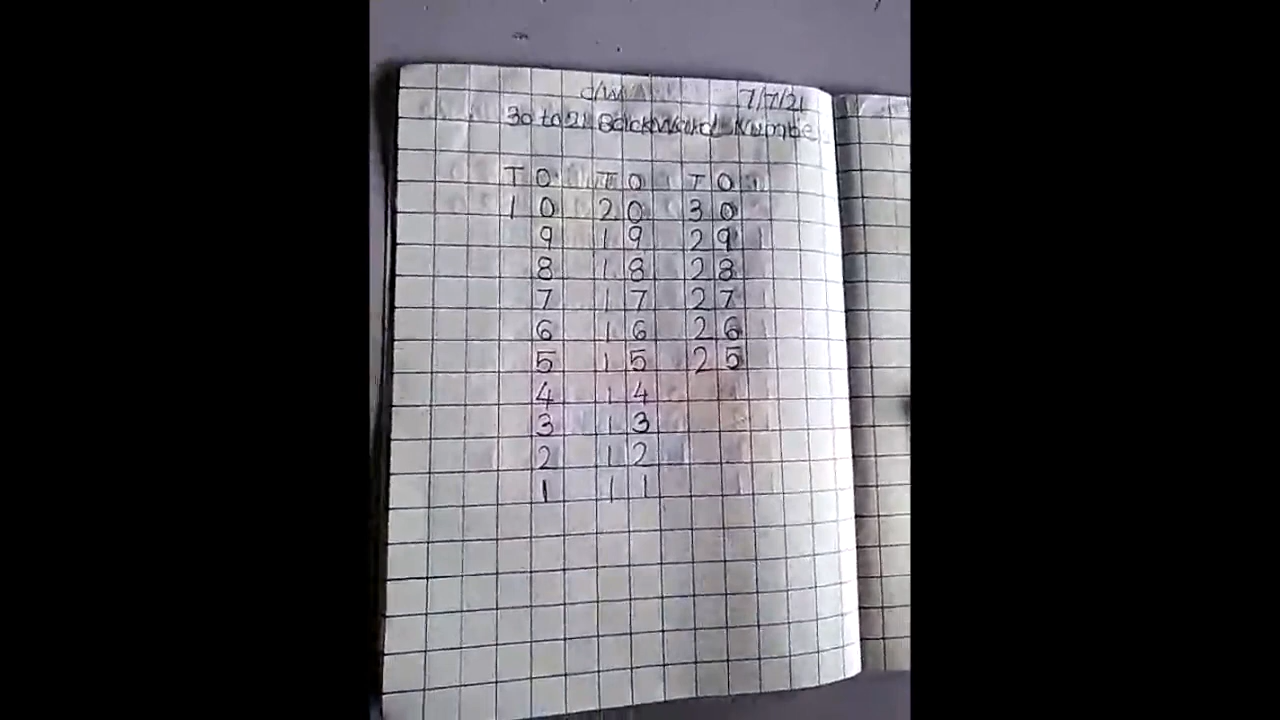 C/W 7/7/21
30 to 21 Backward Numbe
T O T O T O
1 0 2 0 3 0
9 1 9 2 9
8 1 8 2 8
7 1 7 2 7
6 1 6 2 6
5 1 5 2 5
4 1 4
3 1 3
2 1 2
1 1 1